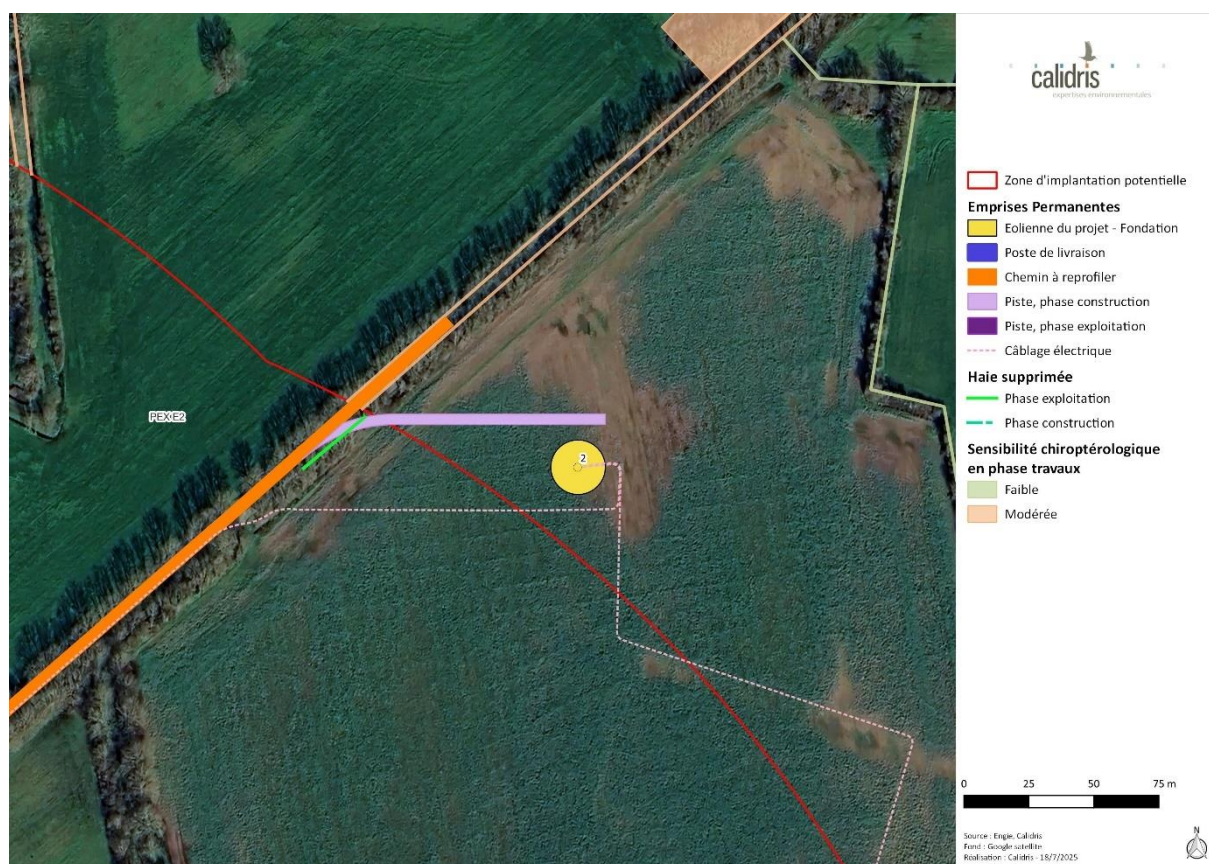 calidris
expertises environnementales
Zone d'implantation potentielle
Emprises Permanentes
Eolienne du projet - Fondation
Poste de livraison
Chemin à reprofiler
Piste, phase construction
Piste, phase exploitation
Câblage électrique
Haie supprimée
Phase exploitation
Phase construction
Sensibilité chiroptérologique
en phase travaux
Faible
Modérée
PEX-E2
2
0 25 50 75 m
Source : Engie, Calidris
Fond : Google satellite
Réalisation : Calidris - 18/7/2025
N